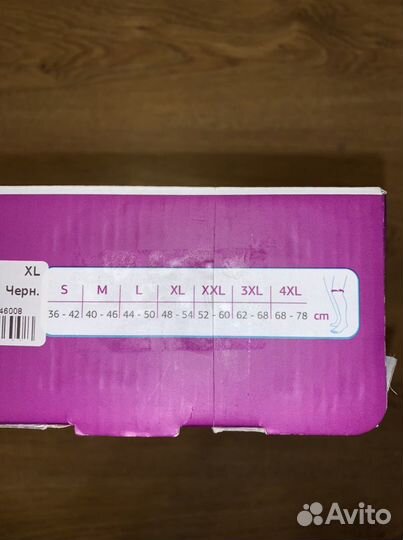 XL
Черн.
46008
S M L XL XXL 3XL 4XL
36 - 42 40 - 46 44 - 50 48 - 54 52 - 60 62 - 68 68 - 78 cm
Avito